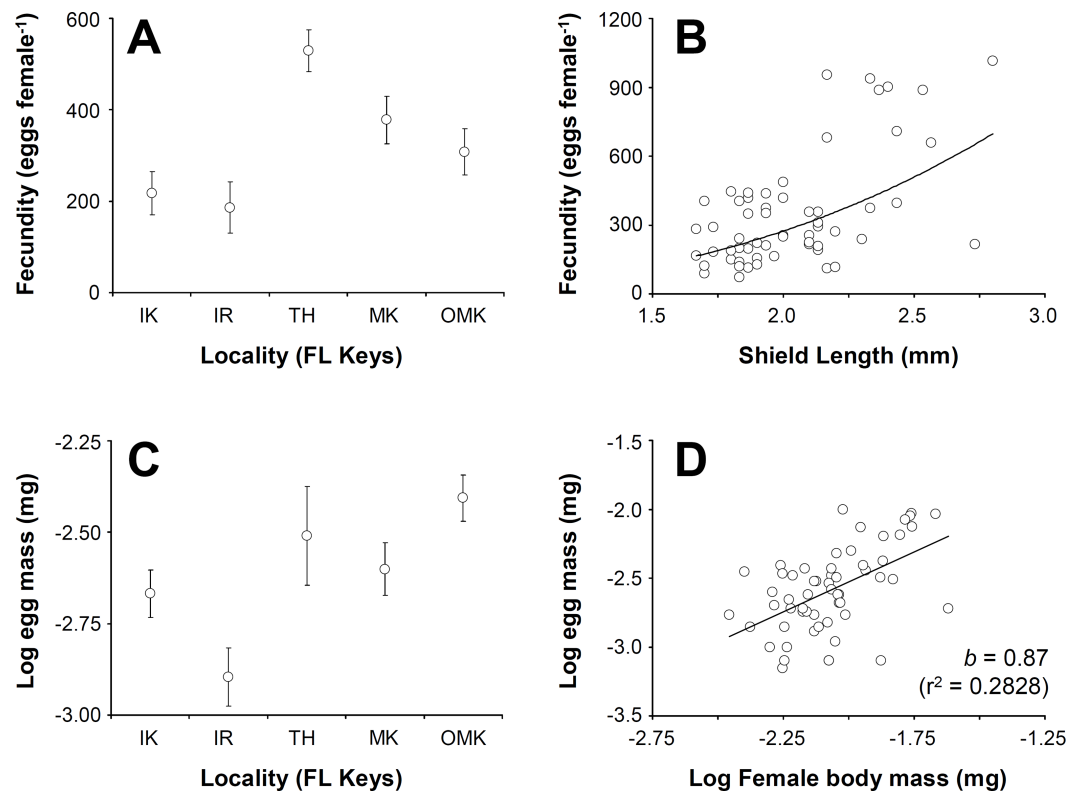 A
Fecundity (eggs female⁻¹)
600
400
200
0
IK IR TH MK OMK
Locality (FL Keys)
B
Fecundity (eggs female⁻¹)
1200
900
600
300
0
1.5 2.0 2.5 3.0
Shield Length (mm)
C
Log egg mass (mg)
-2.25
-2.50
-2.75
-3.00
IK IR TH MK OMK
Locality (FL Keys)
D
Log egg mass (mg)
-1.5
-2.0
-2.5
-3.0
-3.5
b = 0.87
(r² = 0.2828)
-2.75 -2.25 -1.75 -1.25
Log Female body mass (mg)